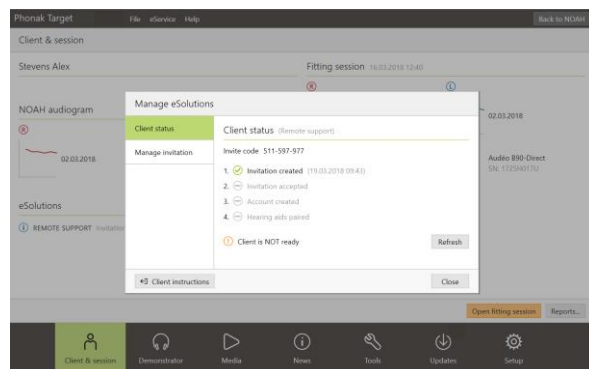 Phonak Target File eService Help Back to NOAH
Client & session
Stevens Alex Fitting session 16.03.2018 12:40
R L
NOAH audiogram
R
02.03.2018
02.03.2018
Audéo B90-Direct
SN: 1725H017U
eSolutions
REMOTE SUPPORT Invitation
Manage eSolutions
Client status
Manage invitation
Client status (Remote support)
Invite code 511-597-977
1. Invitation created (19.03.2018 09:43)
2. Invitation accepted
3. Account created
4. Hearing aids paired
Client is NOT ready Refresh
Client instructions Close
Open fitting session Reports...
Client & session Demonstrator Media News Tools Updates Setup